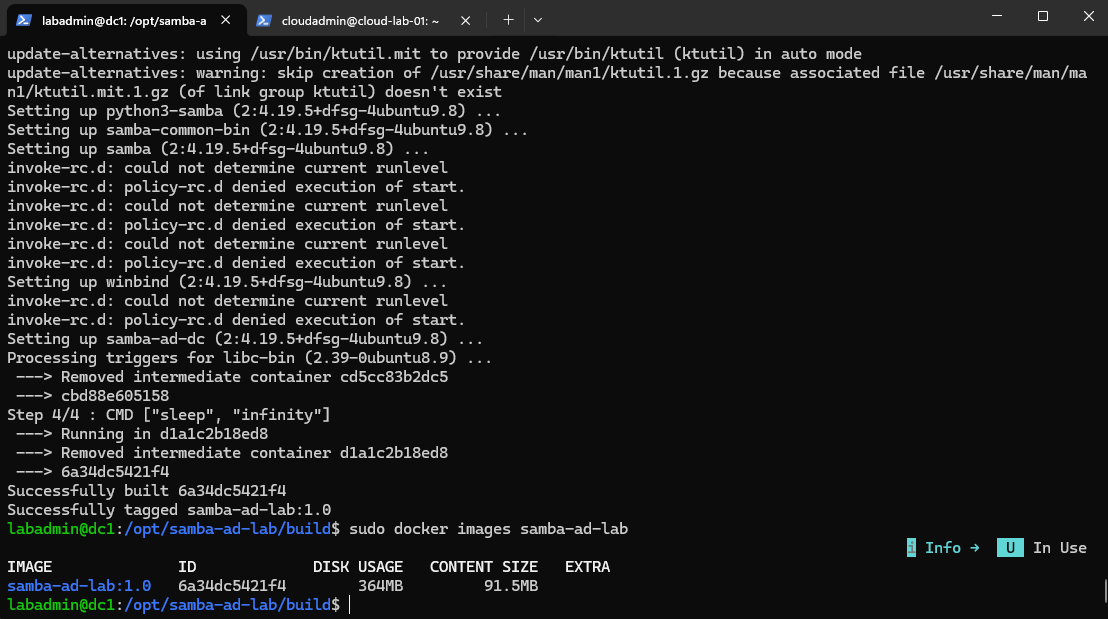 labadmin@dc1: /opt/samba-a
cloudadmin@cloud-lab-01: ~
update-alternatives: using /usr/bin/ktutil.mit to provide /usr/bin/ktutil (ktutil) in auto mode
update-alternatives: warning: skip creation of /usr/share/man/man1/ktutil.1.gz because associated file /usr/share/man/ma
n1/ktutil.mit.1.gz (of link group ktutil) doesn't exist
Setting up python3-samba (2:4.19.5+dfsg-4ubuntu9.8) ...
Setting up samba-common-bin (2:4.19.5+dfsg-4ubuntu9.8) ...
Setting up samba (2:4.19.5+dfsg-4ubuntu9.8) ...
invoke-rc.d: could not determine current runlevel
invoke-rc.d: policy-rc.d denied execution of start.
invoke-rc.d: could not determine current runlevel
invoke-rc.d: policy-rc.d denied execution of start.
invoke-rc.d: could not determine current runlevel
invoke-rc.d: policy-rc.d denied execution of start.
Setting up winbind (2:4.19.5+dfsg-4ubuntu9.8) ...
invoke-rc.d: could not determine current runlevel
invoke-rc.d: policy-rc.d denied execution of start.
Setting up samba-ad-dc (2:4.19.5+dfsg-4ubuntu9.8) ...
Processing triggers for libc-bin (2.39-0ubuntu8.9) ...
 ---> Removed intermediate container cd5cc83b2dc5
 ---> cbd88e605158
Step 4/4 : CMD ["sleep", "infinity"]
 ---> Running in d1a1c2b18ed8
 ---> Removed intermediate container d1a1c2b18ed8
 ---> 6a34dc5421f4
Successfully built 6a34dc5421f4
Successfully tagged samba-ad-lab:1.0
labadmin@dc1:/opt/samba-ad-lab/build$ sudo docker images samba-ad-lab
i Info → U In Use
IMAGE ID DISK USAGE CONTENT SIZE EXTRA
samba-ad-lab:1.0 6a34dc5421f4 364MB 91.5MB
labadmin@dc1:/opt/samba-ad-lab/build$